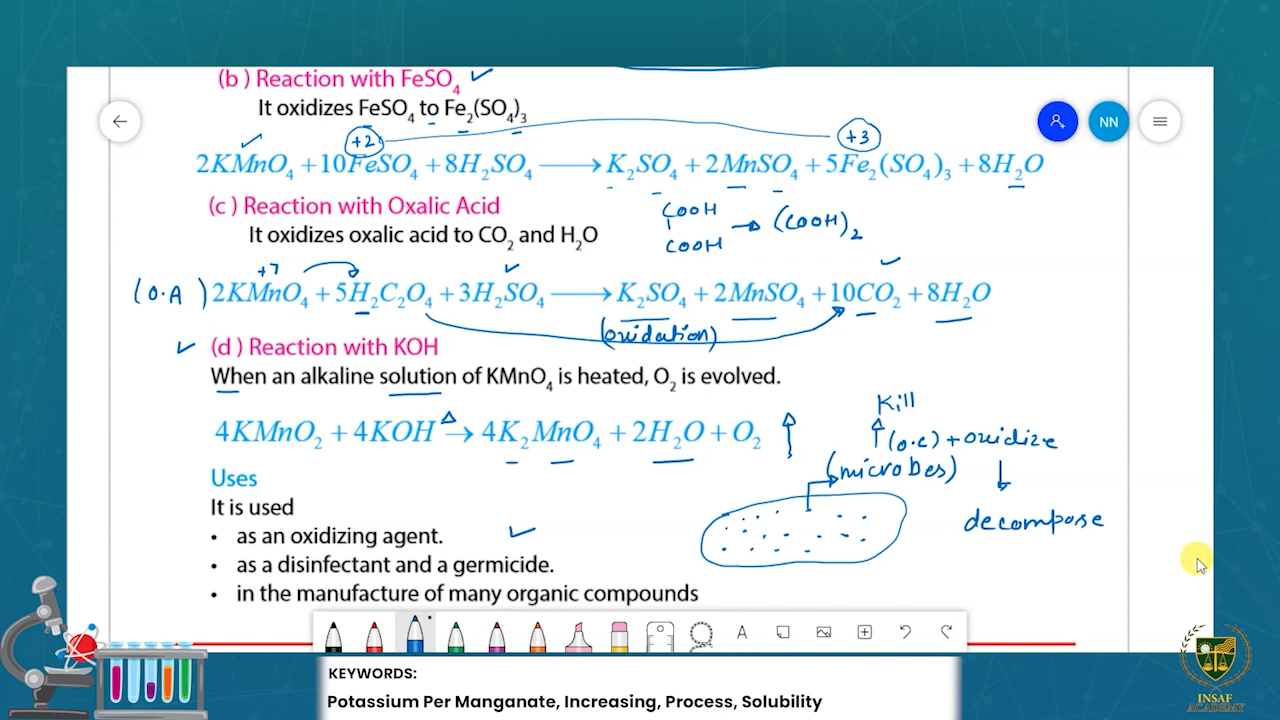 (b) Reaction with FeSO₄
It oxidizes FeSO₄ to Fe₂(SO₄)₃
+2
+3
2KMnO₄ + 10FeSO₄ + 8H₂SO₄ ⟶ K₂SO₄ + 2MnSO₄ + 5Fe₂(SO₄)₃ + 8H₂O
(c) Reaction with Oxalic Acid
COOH
COOH
→ (COOH)₂
It oxidizes oxalic acid to CO₂ and H₂O
+7
(O.A) 2KMnO₄ + 5H₂C₂O₄ + 3H₂SO₄ ⟶ K₂SO₄ + 2MnSO₄ + 10CO₂ + 8H₂O
(oxidation)
(d) Reaction with KOH
When an alkaline solution of KMnO₄ is heated, O₂ is evolved.
4KMnO₂ + 4KOH △→ 4K₂MnO₄ + 2H₂O + O₂ ↑
Kill
↑ (o.c) + oxidize
(microbes)
↓
decompose
Uses
It is used
• as an oxidizing agent.
• as a disinfectant and a germicide.
• in the manufacture of many organic compounds
NN
A
KEYWORDS:
Potassium Per Manganate, Increasing, Process, Solubility
INSAF
ACADEMY